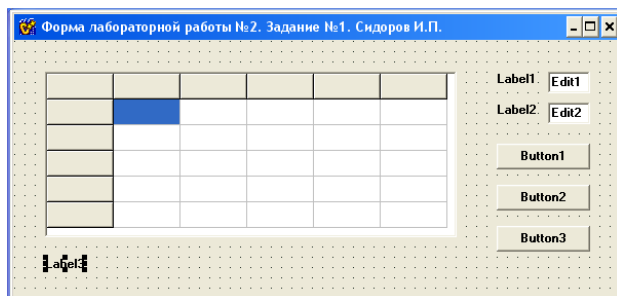 Форма лабораторной работы №2. Задание №1. Сидоров И.П.
Label1 Edit1
Label2 Edit2
Button1
Button2
Button3
Label3